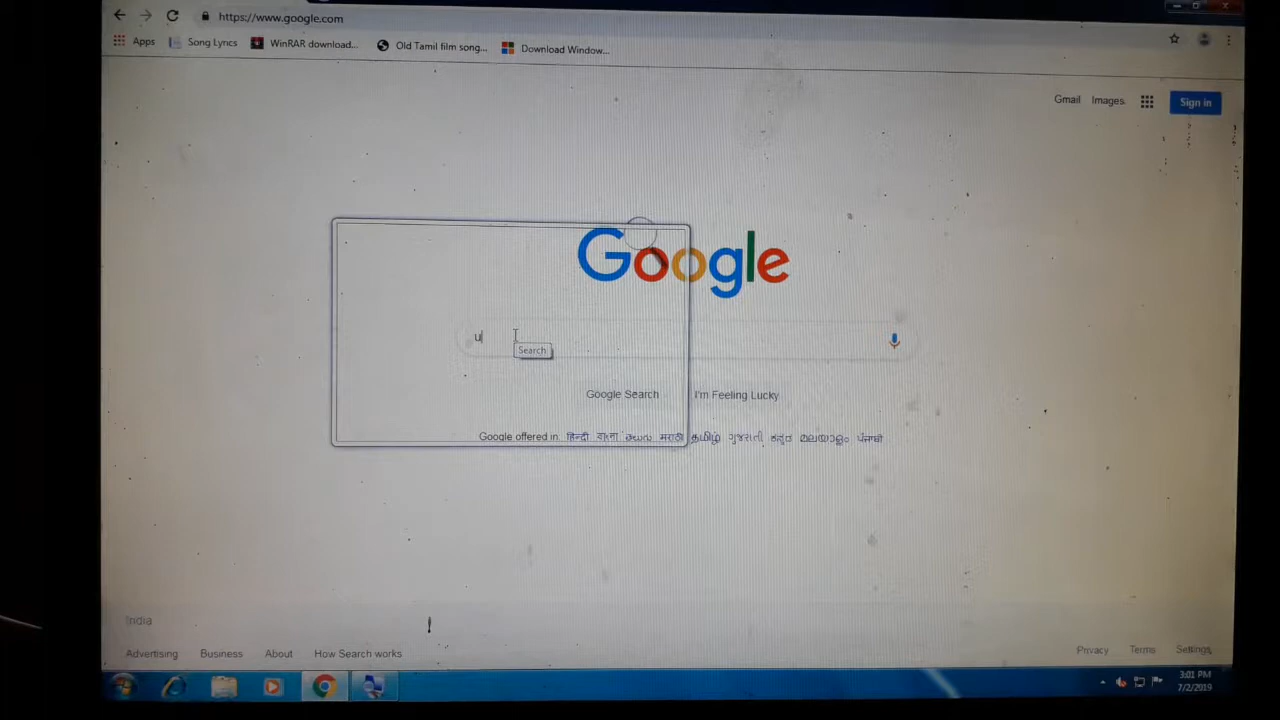 https://www.google.com
Apps Song Lyrics WinRAR download... Old Tamil film song... Download Window...
Gmail Images Sign in
Google
u
Search
Google Search I'm Feeling Lucky
Google offered in: हिन्दी বাংলা తెలుగు मराठी தமிழ் ગુજરાતી ಕನ್ನಡ മലയാളം ਪੰਜਾਬੀ
India
Advertising Business About How Search works Privacy Terms Settings
3:01 PM
7/2/2019